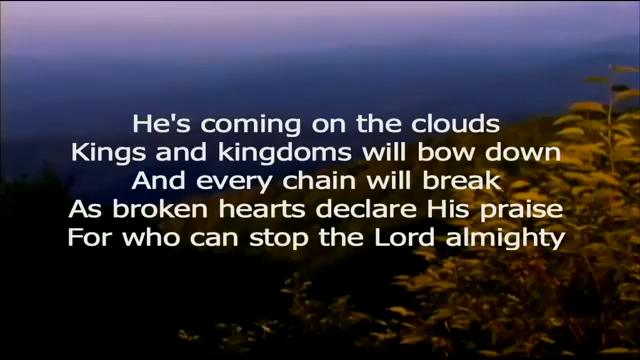 He's coming on the clouds
Kings and kingdoms will bow down
And every chain will break
As broken hearts declare His praise
For who can stop the Lord almighty